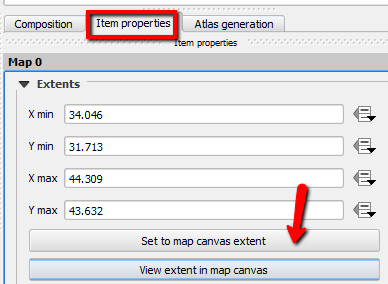 Composition Item properties Atlas generation
Item properties
Map 0
Extents
X min 34.046
Y min 31.713
X max 44.309
Y max 43.632
Set to map canvas extent
View extent in map canvas